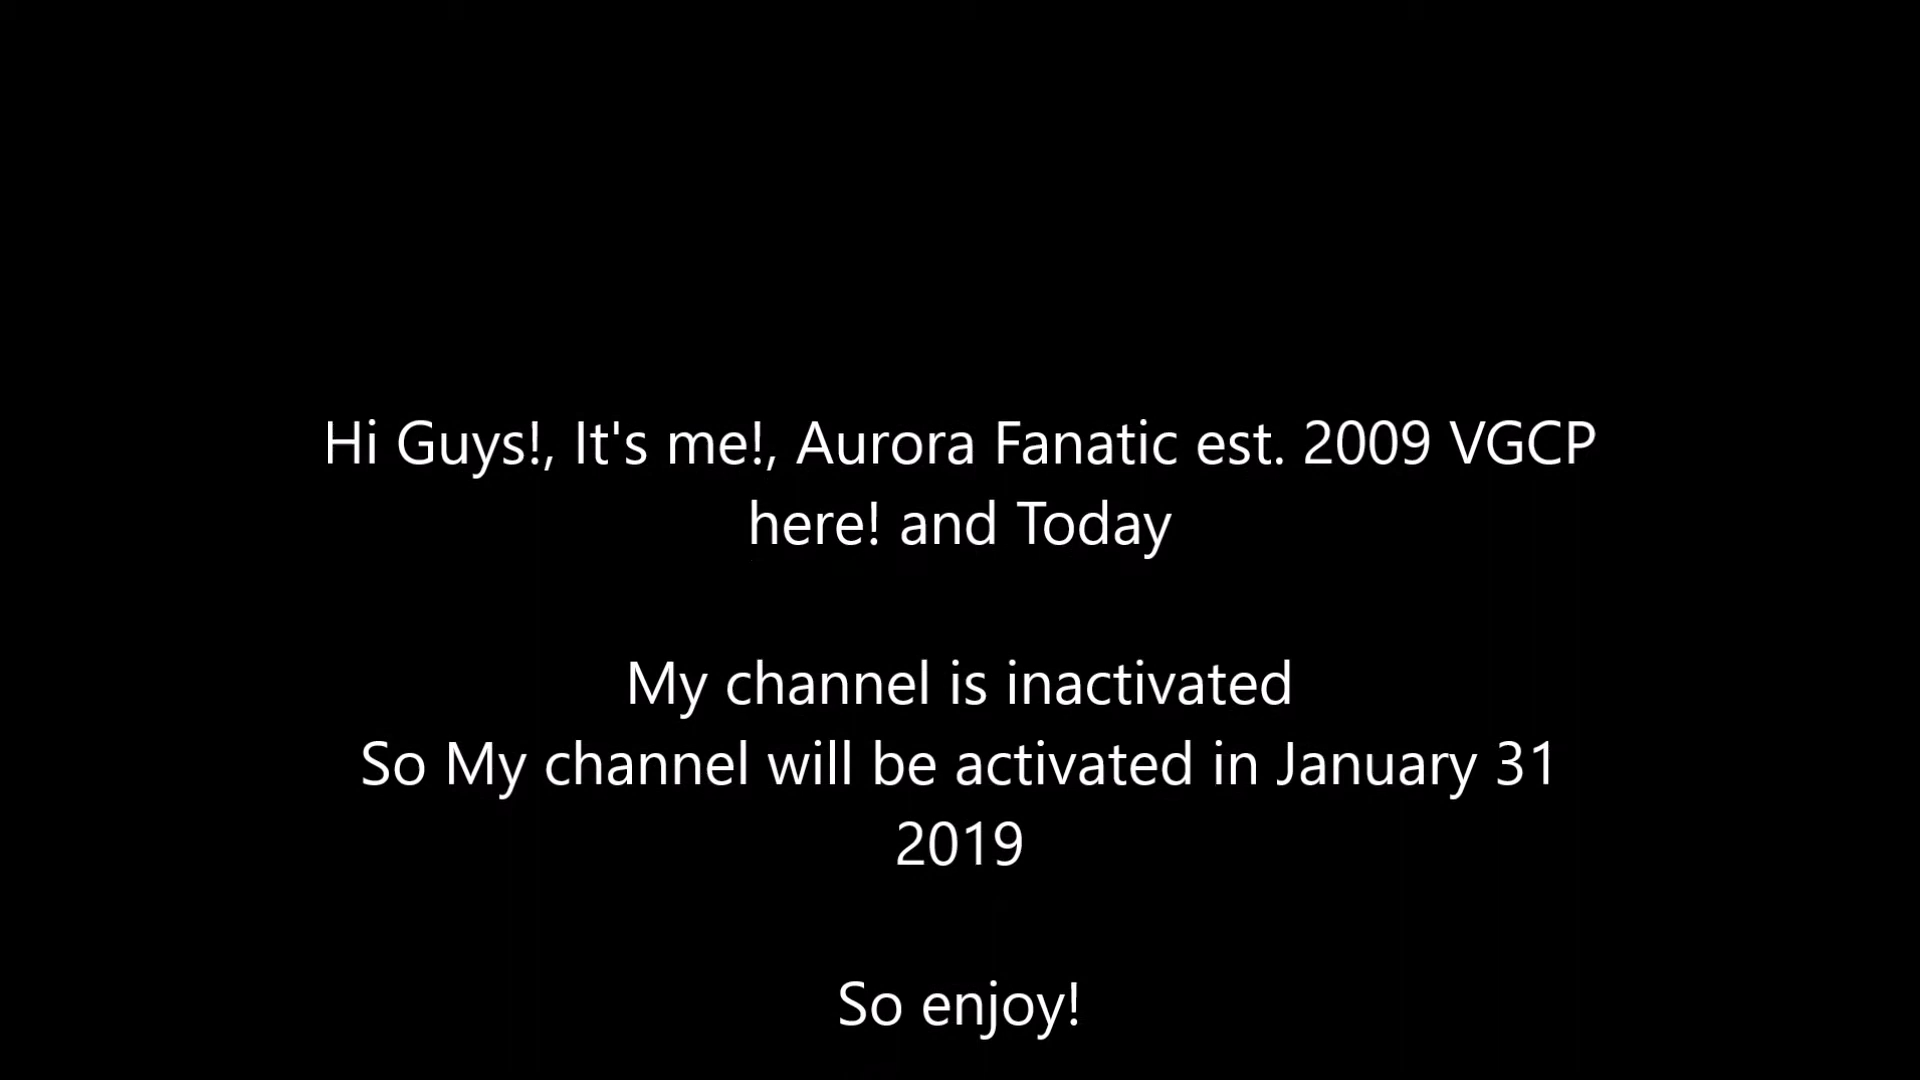 Hi Guys!, It's me!, Aurora Fanatic est. 2009 VGCP
here! and Today
My channel is inactivated
So My channel will be activated in January 31
2019
So enjoy!